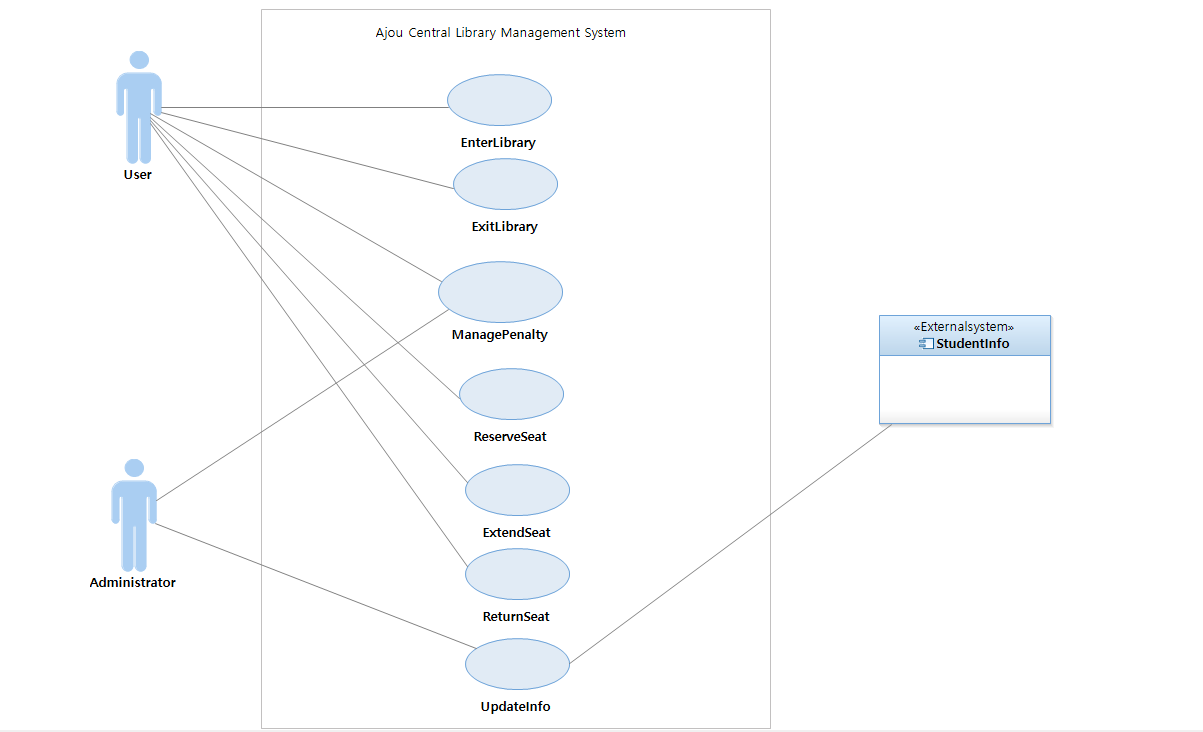 Ajou Central Library Management System
EnterLibrary
User
ExitLibrary
ManagePenalty
«Externalsystem»
StudentInfo
ReserveSeat
ExtendSeat
Administrator
ReturnSeat
UpdateInfo